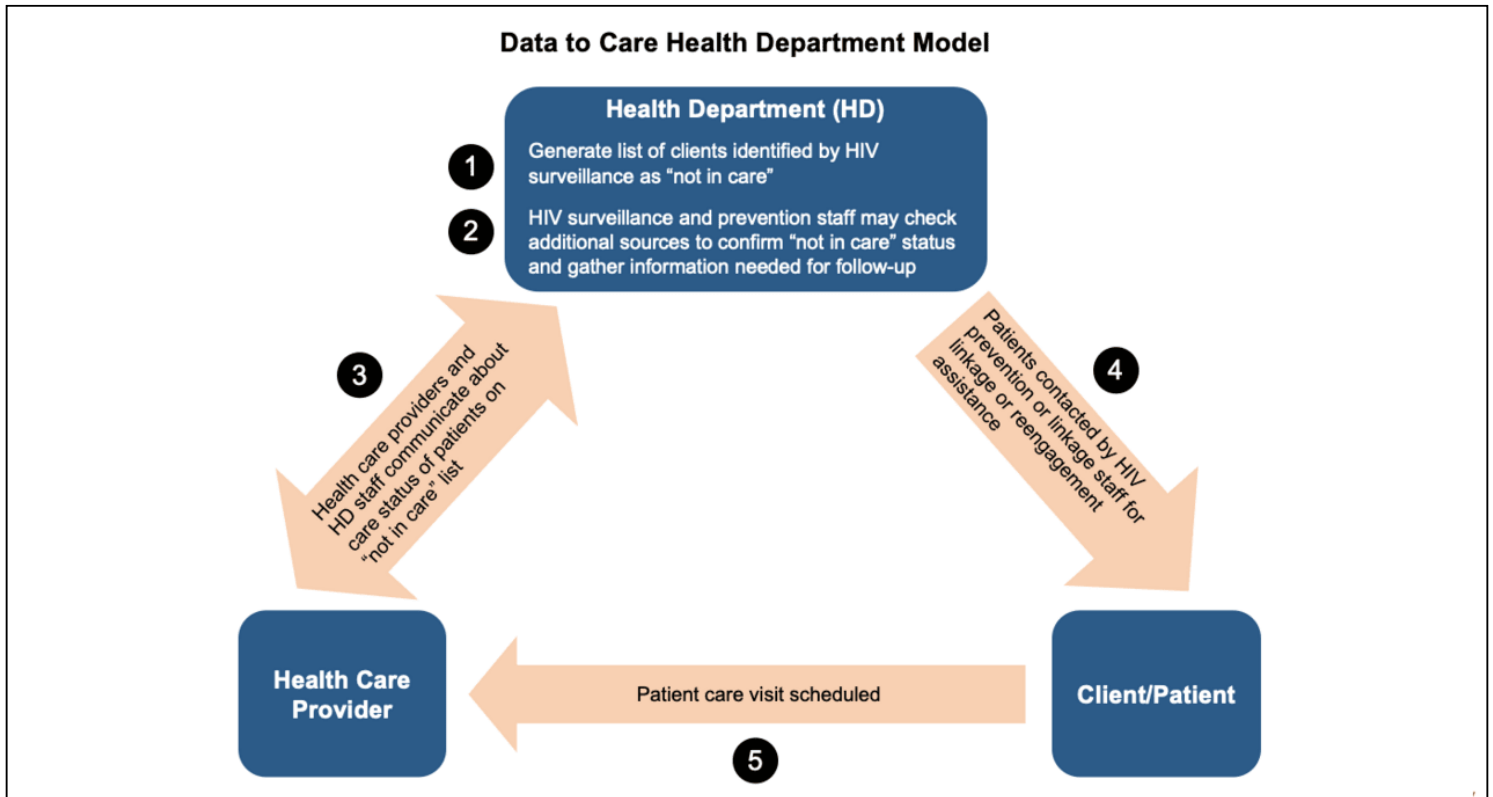 Data to Care Health Department Model
Health Department (HD)
1
Generate list of clients identified by HIV
surveillance as “not in care”
2
HIV surveillance and prevention staff may check
additional sources to confirm “not in care” status
and gather information needed for follow-up
3
Health care providers and
HD staff communicate about
care status of patients on
“not in care” list
4
Patients contacted by HIV
prevention or linkage staff for
linkage or reengagement
assistance
Health Care
Provider
Patient care visit scheduled
5
Client/Patient